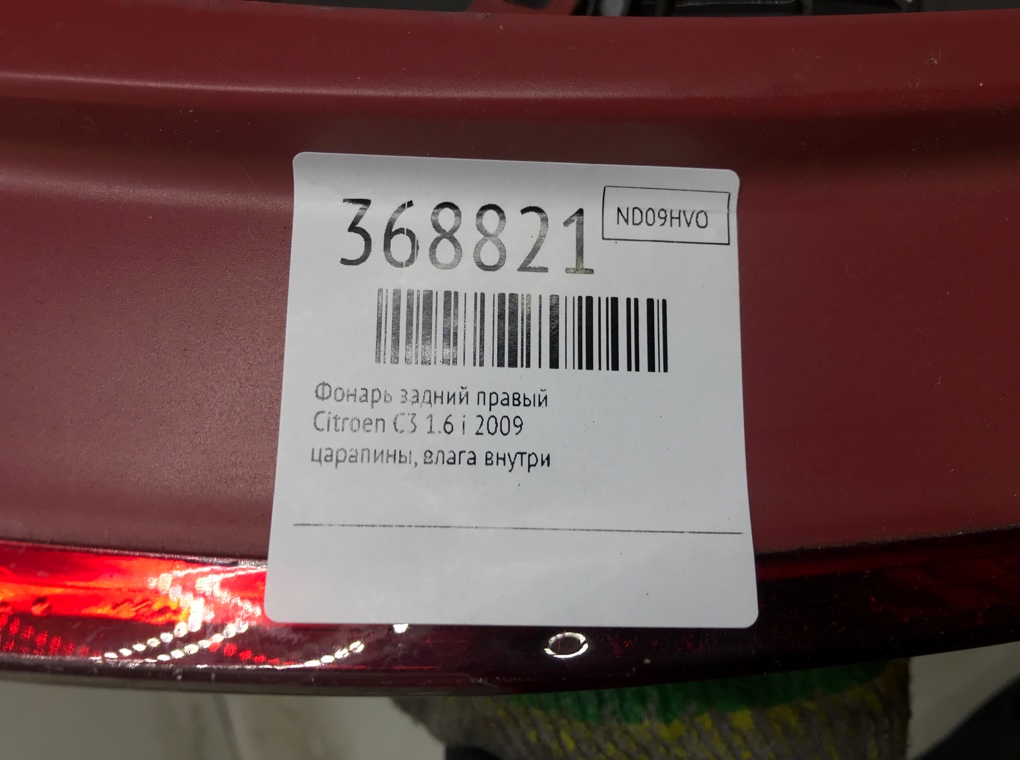 368821
ND09HVO
Фонарь задний правый
Citroen C3 1.6 i 2009
царапины, влага внутри